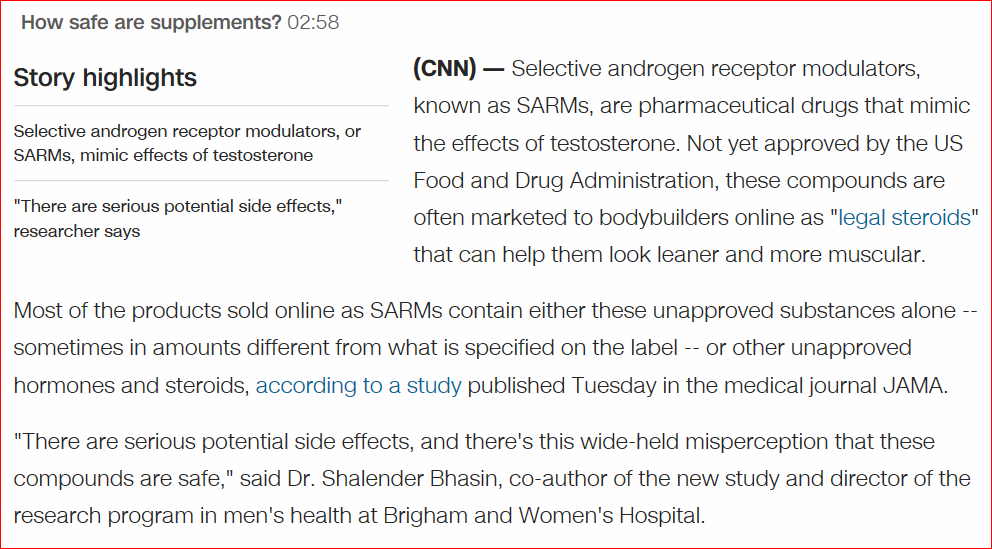 How safe are supplements? 02:58
Story highlights
Selective androgen receptor modulators, or
SARMs, mimic effects of testosterone
"There are serious potential side effects,"
researcher says
(CNN) — Selective androgen receptor modulators,
known as SARMs, are pharmaceutical drugs that mimic
the effects of testosterone. Not yet approved by the US
Food and Drug Administration, these compounds are
often marketed to bodybuilders online as "legal steroids"
that can help them look leaner and more muscular.
Most of the products sold online as SARMs contain either these unapproved substances alone --
sometimes in amounts different from what is specified on the label -- or other unapproved
hormones and steroids, according to a study published Tuesday in the medical journal JAMA.
"There are serious potential side effects, and there's this wide-held misperception that these
compounds are safe," said Dr. Shalender Bhasin, co-author of the new study and director of the
research program in men's health at Brigham and Women's Hospital.